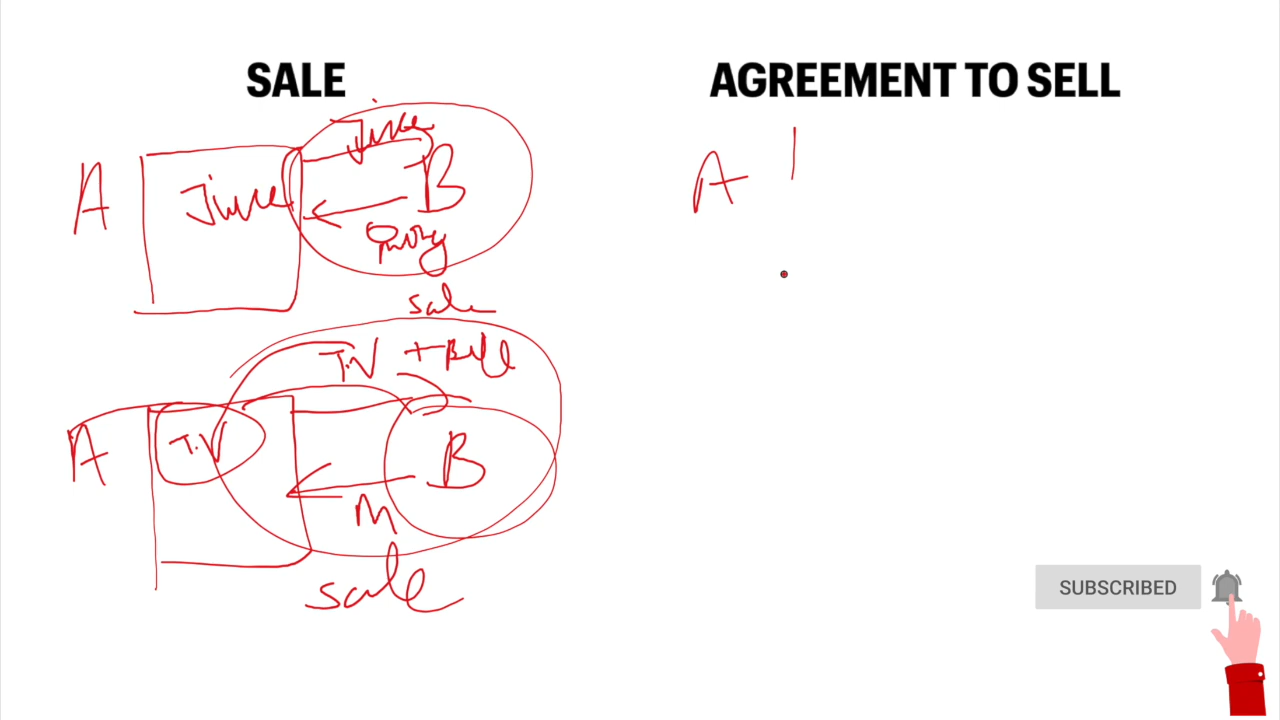 SALE
AGREEMENT TO SELL
Juice
A Juice B
A
money
sale
T.V + Bill
A T.V B
M
sale
SUBSCRIBED